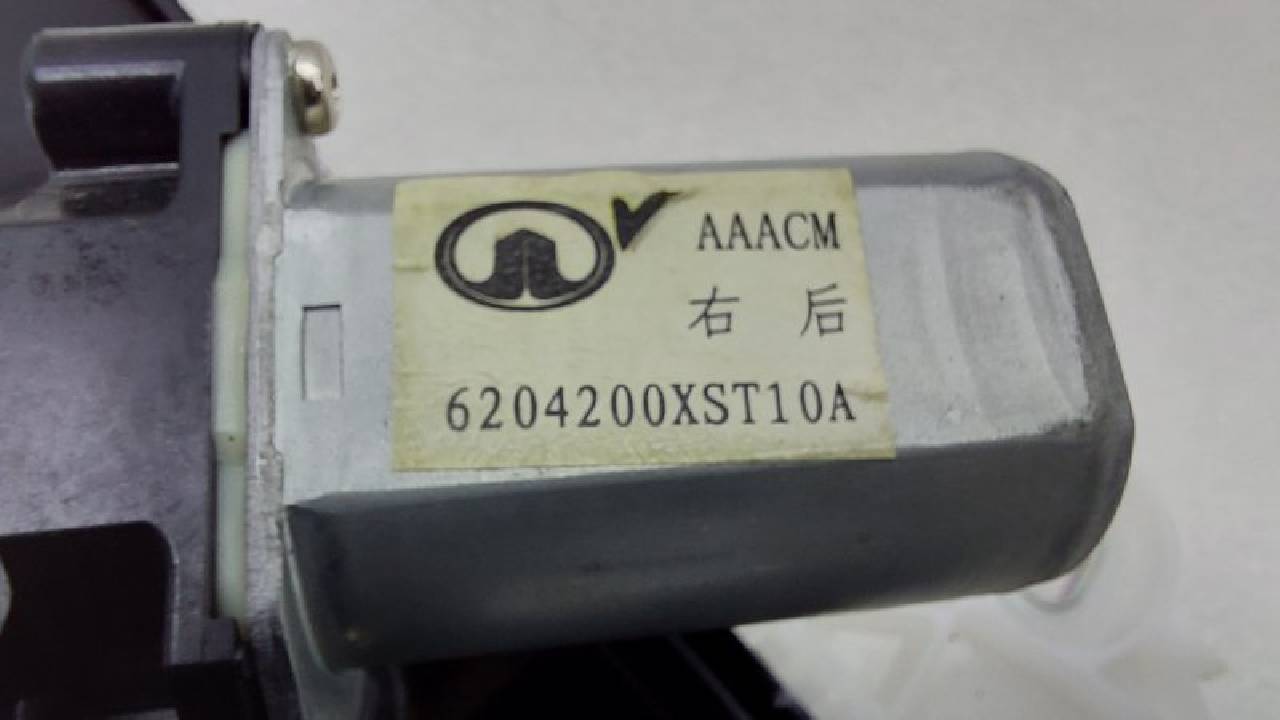 AAACM
右 后
6204200XST10A